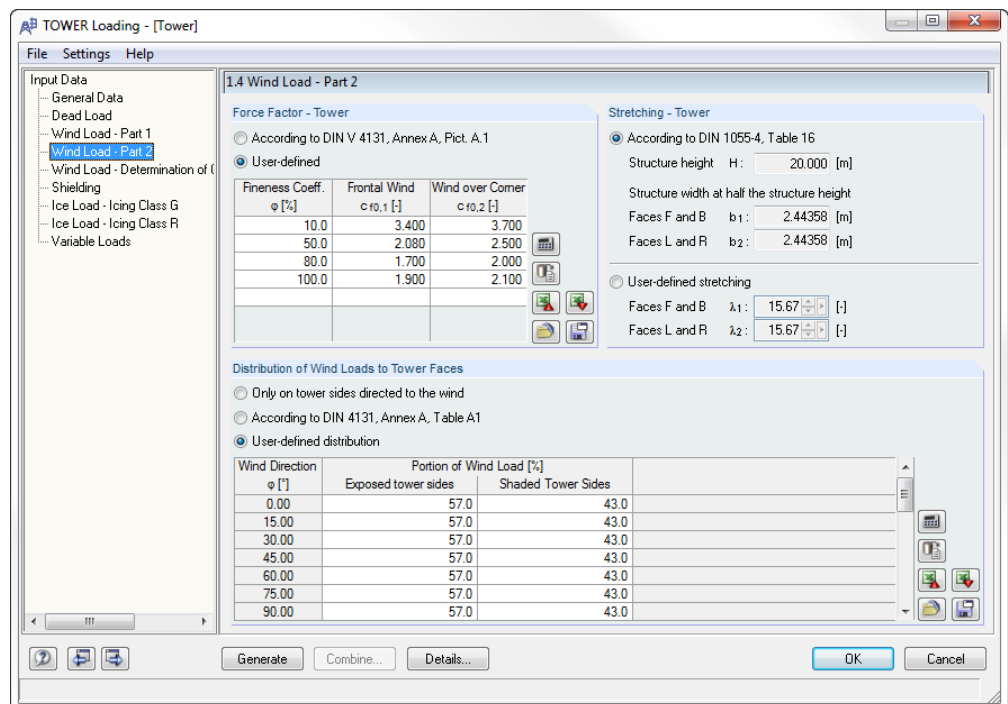 TOWER Loading - [Tower]
File Settings Help
Input Data
General Data
Dead Load
Wind Load - Part 1
Wind Load - Part 2
Wind Load - Determination of (
Shielding
Ice Load - Icing Class G
Ice Load - Icing Class R
Variable Loads
1.4 Wind Load - Part 2
Force Factor - Tower
According to DIN V 4131, Annex A, Pict. A.1
User-defined
Fineness Coeff. Frontal Wind Wind over Corner
φ [%] c f0,1 [-] c f0,2 [-]
10.0 3.400 3.700
50.0 2.080 2.500
80.0 1.700 2.000
100.0 1.900 2.100
Stretching - Tower
According to DIN 1055-4, Table 16
Structure height H : 20.000 [m]
Structure width at half the structure height
Faces F and B b1 : 2.44358 [m]
Faces L and R b2 : 2.44358 [m]
User-defined stretching
Faces F and B λ1 : 15.67 [-]
Faces L and R λ2 : 15.67 [-]
Distribution of Wind Loads to Tower Faces
Only on tower sides directed to the wind
According to DIN 4131, Annex A, Table A1
User-defined distribution
Wind Direction Portion of Wind Load [%]
φ [°] Exposed tower sides Shaded Tower Sides
0.00 57.0 43.0
15.00 57.0 43.0
30.00 57.0 43.0
45.00 57.0 43.0
60.00 57.0 43.0
75.00 57.0 43.0
90.00 57.0 43.0
Generate Combine... Details... OK Cancel